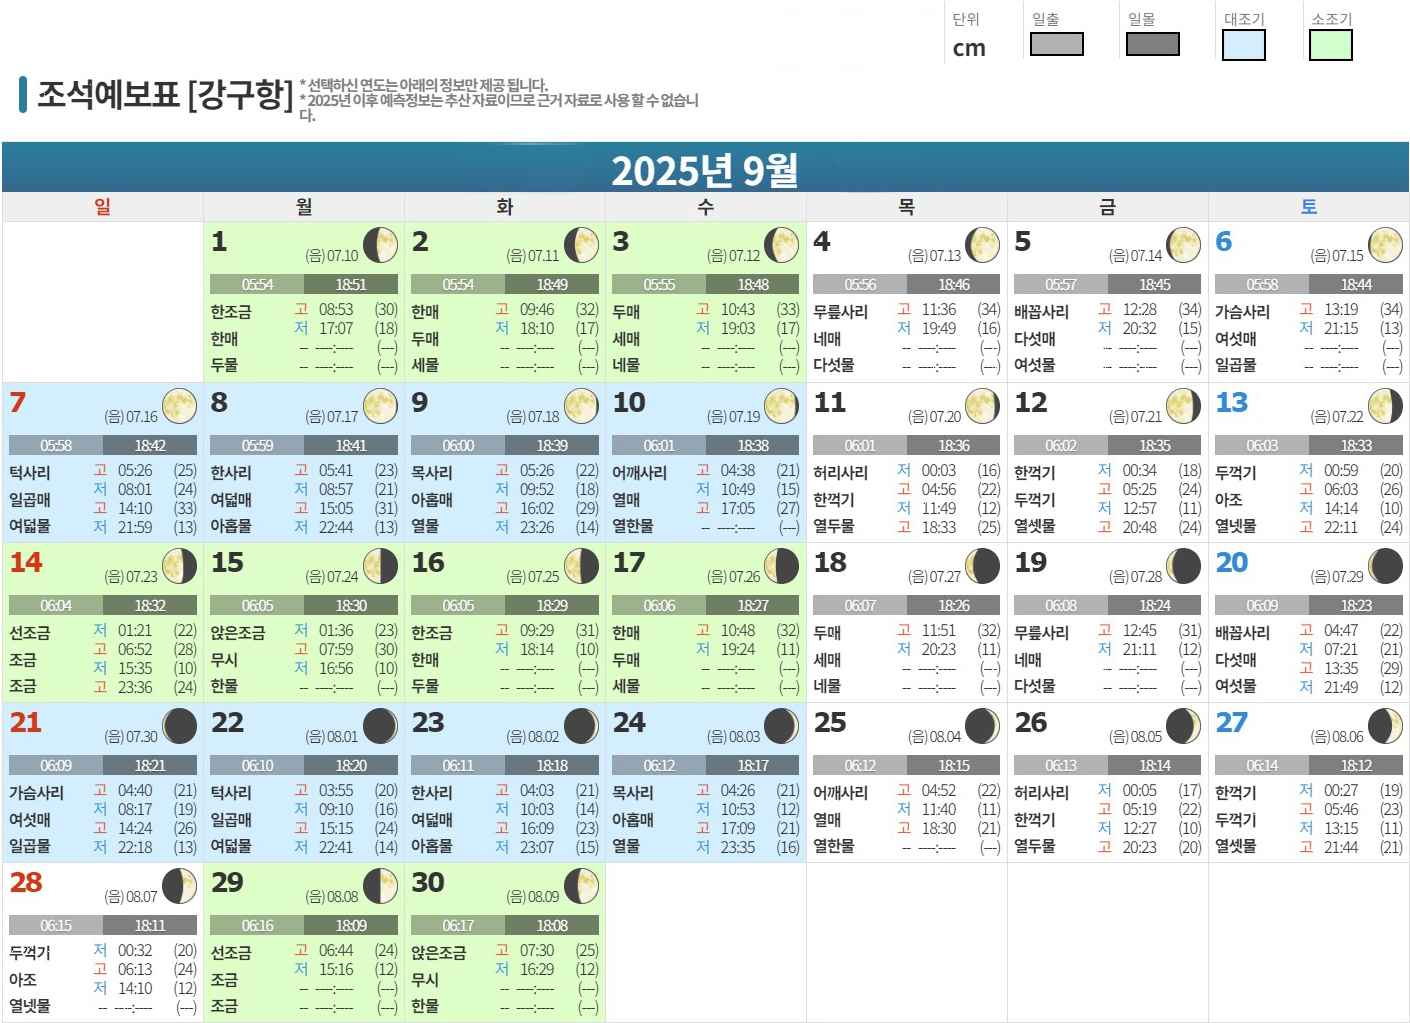 단위 일출 일몰 대조기 소조기
cm
조석예보표 [강구항]
* 선택하신 연도는 아래의 정보만 제공 됩니다.
* 2025년 이후 예측정보는 추산 자료이므로 근거 자료로 사용 할 수 없습니
다.
2025년 9월
일 월 화 수 목 금 토
1 (음) 07.10
05:54 18:51
한조금 한매 두물
고 08:53 (30)
저 17:07 (18)
-- ----:---- (---)
-- ----:---- (---)
2 (음) 07.11
05:54 18:49
한매 두매 세물
고 09:46 (32)
저 18:10 (17)
-- ----:---- (---)
-- ----:---- (---)
3 (음) 07.12
05:55 18:48
두매 세매 네물
고 10:43 (33)
저 19:03 (17)
-- ----:---- (---)
-- ----:---- (---)
4 (음) 07.13
05:56 18:46
무릎사리 네매 다섯물
고 11:36 (34)
저 19:49 (16)
-- ----:---- (---)
-- ----:---- (---)
5 (음) 07.14
05:57 18:45
배꼽사리 다섯매 여섯물
고 12:28 (34)
저 20:32 (15)
-- ----:---- (---)
-- ----:---- (---)
6 (음) 07.15
05:58 18:44
가슴사리 여섯매 일곱물
고 13:19 (34)
저 21:15 (13)
-- ----:---- (---)
-- ----:---- (---)
7 (음) 07.16
05:58 18:42
턱사리 일곱매 여덟물
고 05:26 (25)
저 08:01 (24)
고 14:10 (33)
저 21:59 (13)
8 (음) 07.17
05:59 18:41
한사리 여덟매 아홉물
고 05:41 (23)
저 08:57 (21)
고 15:05 (31)
저 22:44 (13)
9 (음) 07.18
06:00 18:39
목사리 아홉매 열물
고 05:26 (22)
저 09:52 (18)
고 16:02 (29)
저 23:26 (14)
10 (음) 07.19
06:01 18:38
어깨사리 열매 열한물
고 04:38 (21)
저 10:49 (15)
고 17:05 (27)
-- ----:---- (---)
11 (음) 07.20
06:01 18:36
허리사리 한꺽기 열두물
저 00:03 (16)
고 04:56 (22)
저 11:49 (12)
고 18:33 (25)
12 (음) 07.21
06:02 18:35
한꺽기 두꺽기 열셋물
저 00:34 (18)
고 05:25 (24)
저 12:57 (11)
고 20:48 (24)
13 (음) 07.22
06:03 18:33
두꺽기 아조 열넷물
저 00:59 (20)
고 06:03 (26)
저 14:14 (10)
고 22:11 (24)
14 (음) 07.23
06:04 18:32
선조금 조금 조금
저 01:21 (22)
고 06:52 (28)
저 15:35 (10)
고 23:36 (24)
15 (음) 07.24
06:05 18:30
앉은조금 무시 한물
저 01:36 (23)
고 07:59 (30)
저 16:56 (10)
-- ----:---- (---)
16 (음) 07.25
06:05 18:29
한조금 한매 두물
고 09:29 (31)
저 18:14 (10)
-- ----:---- (---)
-- ----:---- (---)
17 (음) 07.26
06:06 18:27
한매 두매 세물
고 10:48 (32)
저 19:24 (11)
-- ----:---- (---)
-- ----:---- (---)
18 (음) 07.27
06:07 18:26
두매 세매 네물
고 11:51 (32)
저 20:23 (11)
-- ----:---- (---)
-- ----:---- (---)
19 (음) 07.28
06:08 18:24
무릎사리 네매 다섯물
고 12:45 (31)
저 21:11 (12)
-- ----:---- (---)
-- ----:---- (---)
20 (음) 07.29
06:09 18:23
배꼽사리 다섯매 여섯물
고 04:47 (22)
저 07:21 (21)
고 13:35 (29)
저 21:49 (12)
21 (음) 07.30
06:09 18:21
가슴사리 여섯매 일곱물
고 04:40 (21)
저 08:17 (19)
고 14:24 (26)
저 22:18 (13)
22 (음) 08.01
06:10 18:20
턱사리 일곱매 여덟물
고 03:55 (20)
저 09:10 (16)
고 15:15 (24)
저 22:41 (14)
23 (음) 08.02
06:11 18:18
한사리 여덟매 아홉물
고 04:03 (21)
저 10:03 (14)
고 16:09 (23)
저 23:07 (15)
24 (음) 08.03
06:12 18:17
목사리 아홉매 열물
고 04:26 (21)
저 10:53 (12)
고 17:09 (21)
저 23:35 (16)
25 (음) 08.04
06:12 18:15
어깨사리 열매 열한물
고 04:52 (22)
저 11:40 (11)
고 18:30 (21)
-- ----:---- (---)
26 (음) 08.05
06:13 18:14
허리사리 한꺽기 열두물
저 00:05 (17)
고 05:19 (22)
저 12:27 (10)
고 20:23 (20)
27 (음) 08.06
06:14 18:12
한꺽기 두꺽기 열셋물
저 00:27 (19)
고 05:46 (23)
저 13:15 (11)
고 21:44 (21)
28 (음) 08.07
06:15 18:11
두꺽기 아조 열넷물
저 00:32 (20)
고 06:13 (24)
저 14:10 (12)
-- ----:---- (---)
29 (음) 08.08
06:16 18:09
선조금 조금 조금
고 06:44 (24)
저 15:16 (12)
-- ----:---- (---)
-- ----:---- (---)
30 (음) 08.09
06:17 18:08
앉은조금 무시 한물
고 07:30 (25)
저 16:29 (12)
-- ----:---- (---)
-- ----:---- (---)